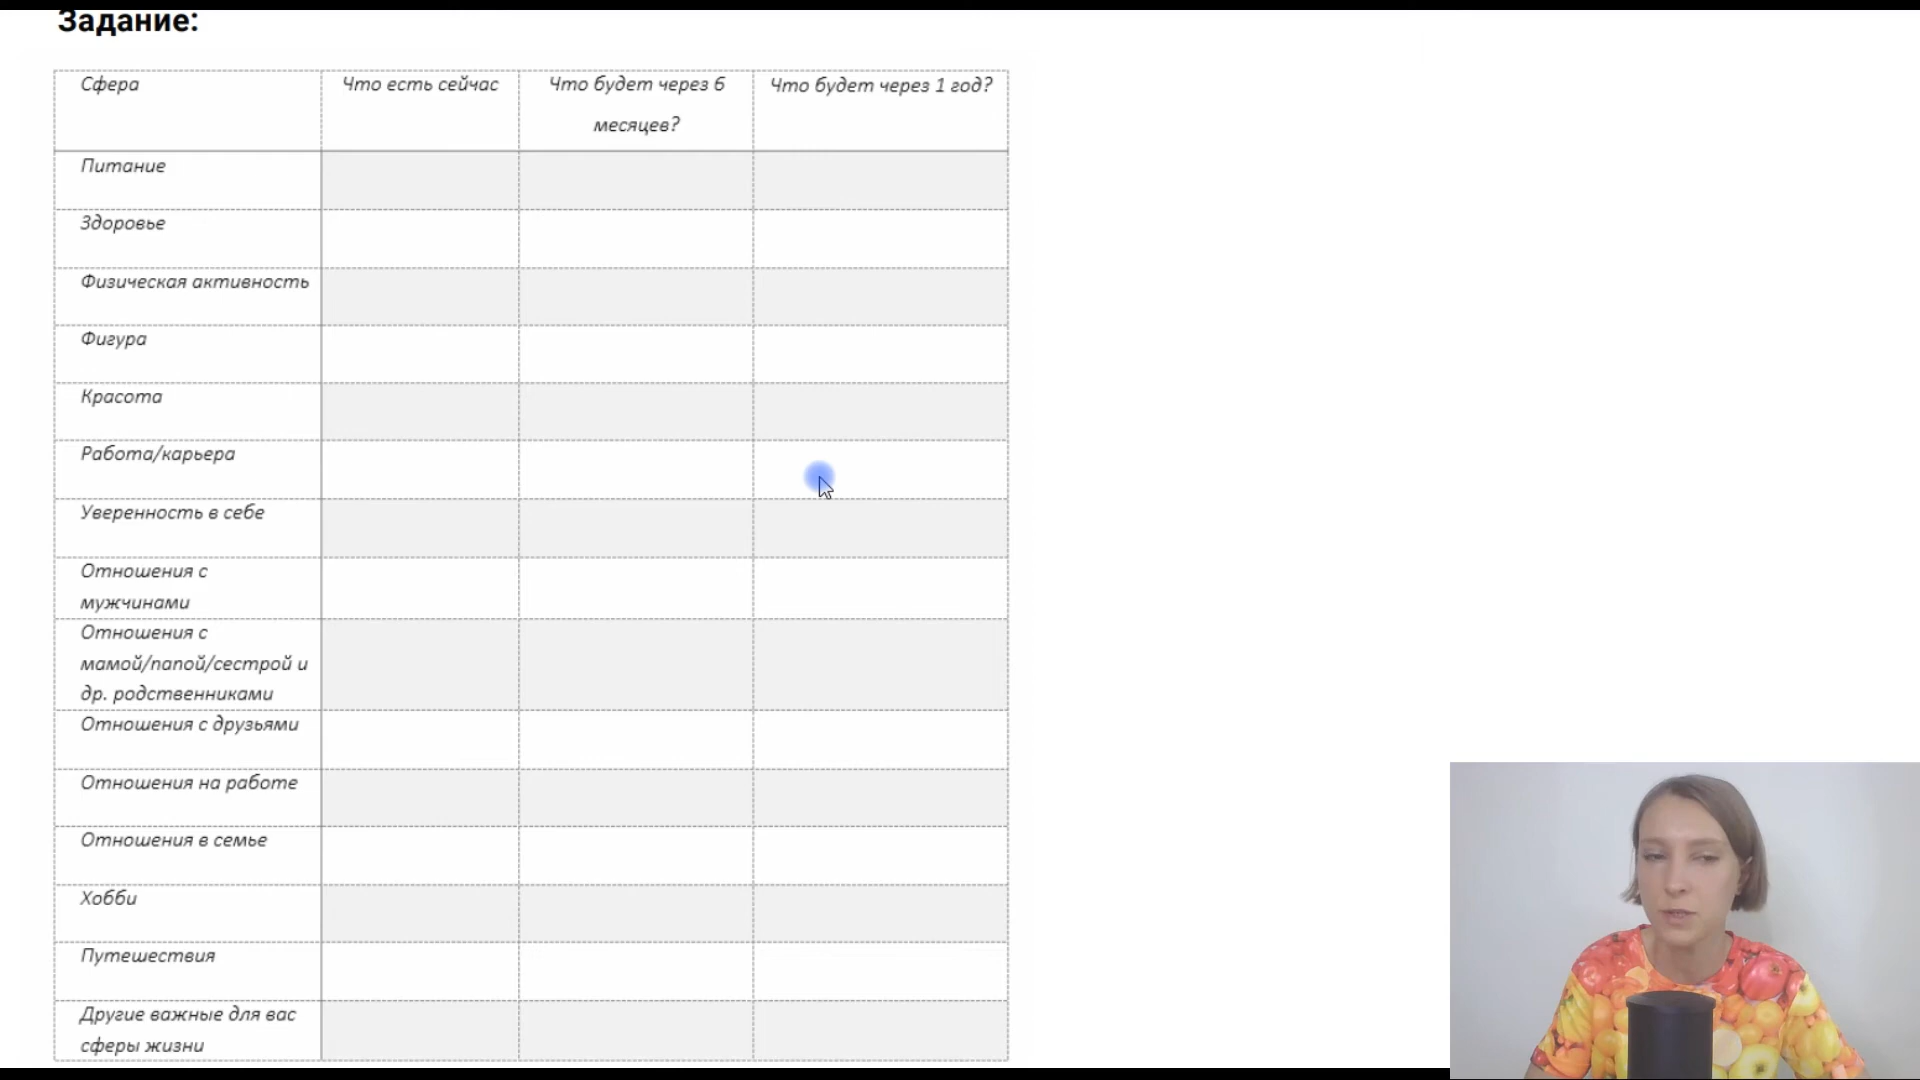 Задание:
Сфера
Что есть сейчас
Что будет через 6
месяцев?
Что будет через 1 год?
Питание
Здоровье
Физическая активность
Фигура
Красота
Работа/карьера
Уверенность в себе
Отношения с
мужчинами
Отношения с
мамой/папой/сестрой и
др. родственниками
Отношения с друзьями
Отношения на работе
Отношения в семье
Хобби
Путешествия
Другие важные для вас
сферы жизни